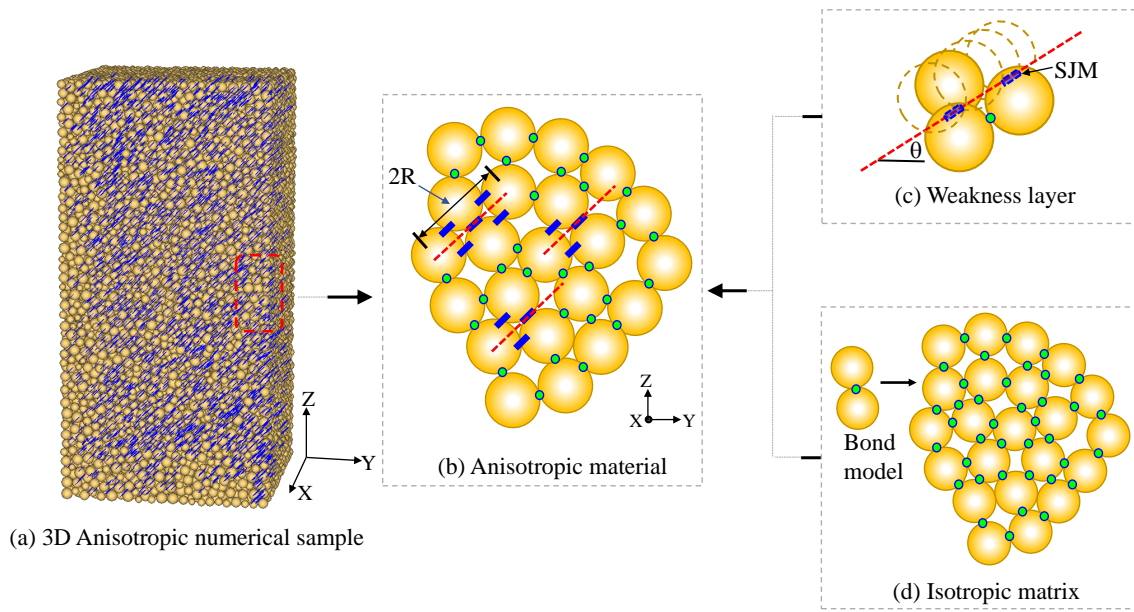 Z
Y
X
(a) 3D Anisotropic numerical sample
2R
Z
X
Y
(b) Anisotropic material
SJM
θ
(c) Weakness layer
Bond
model
(d) Isotropic matrix